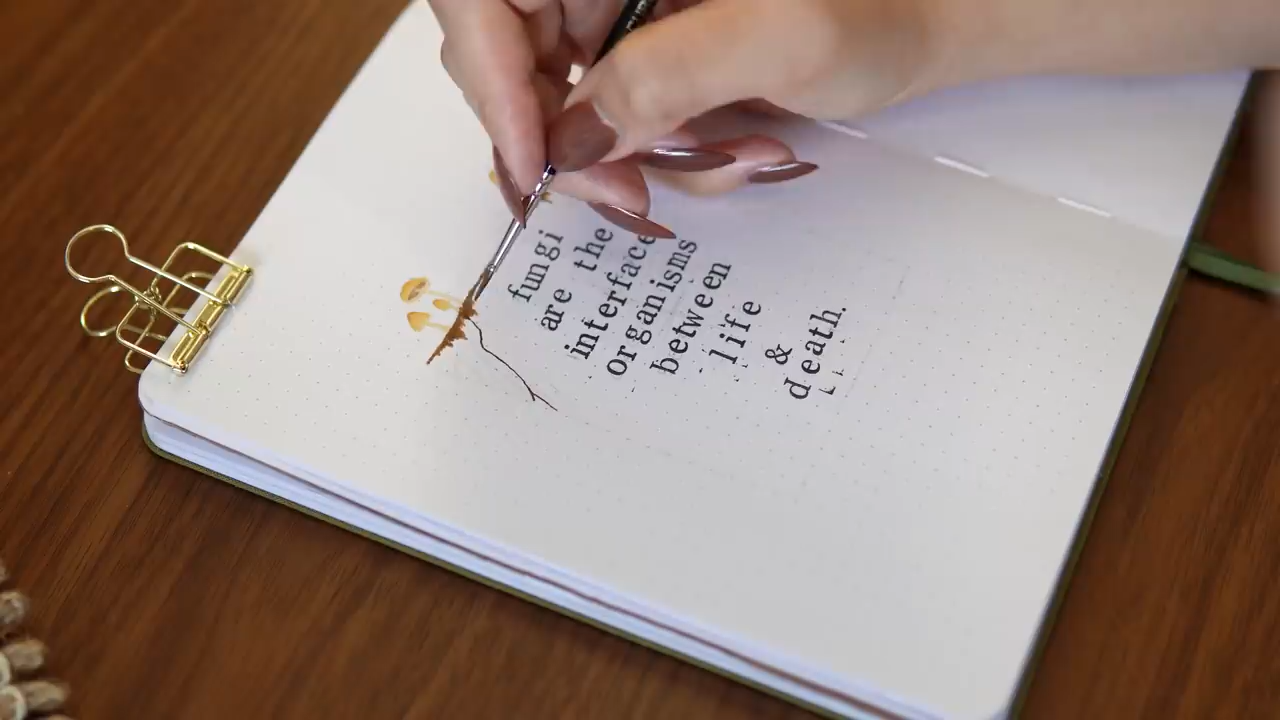 fungi
are the
interface
organisms
between
life
&
death.